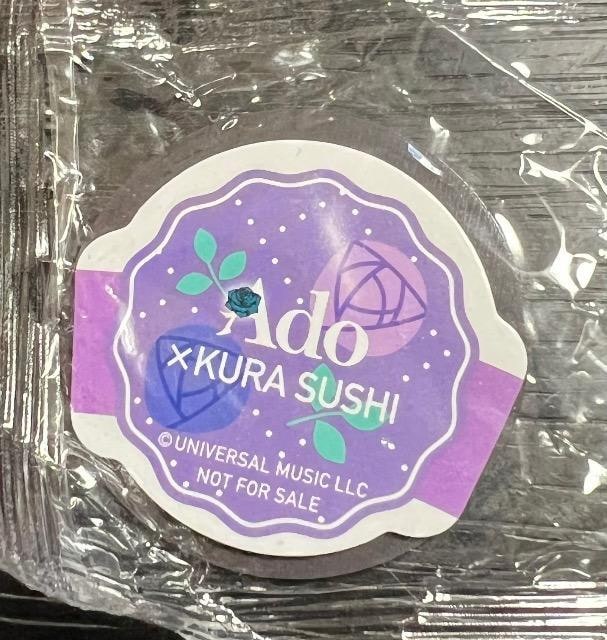 Ado
×KURA SUSHI
©UNIVERSAL MUSIC LLC
NOT FOR SALE